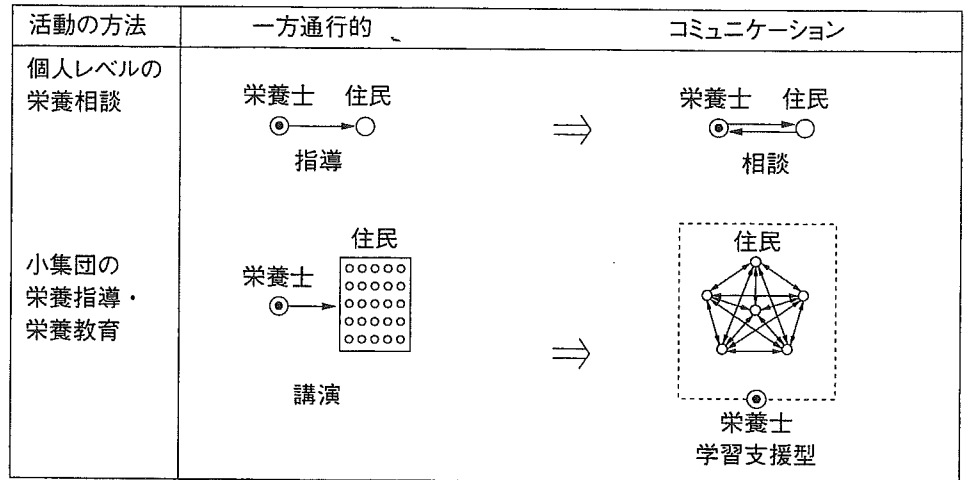 活動の方法
一方通行的
コミュニケーション
個人レベルの
栄養相談
栄養士 住民
指導
栄養士 住民
相談
小集団の
栄養指導・
栄養教育
住民
栄養士
講演
住民
栄養士
学習支援型